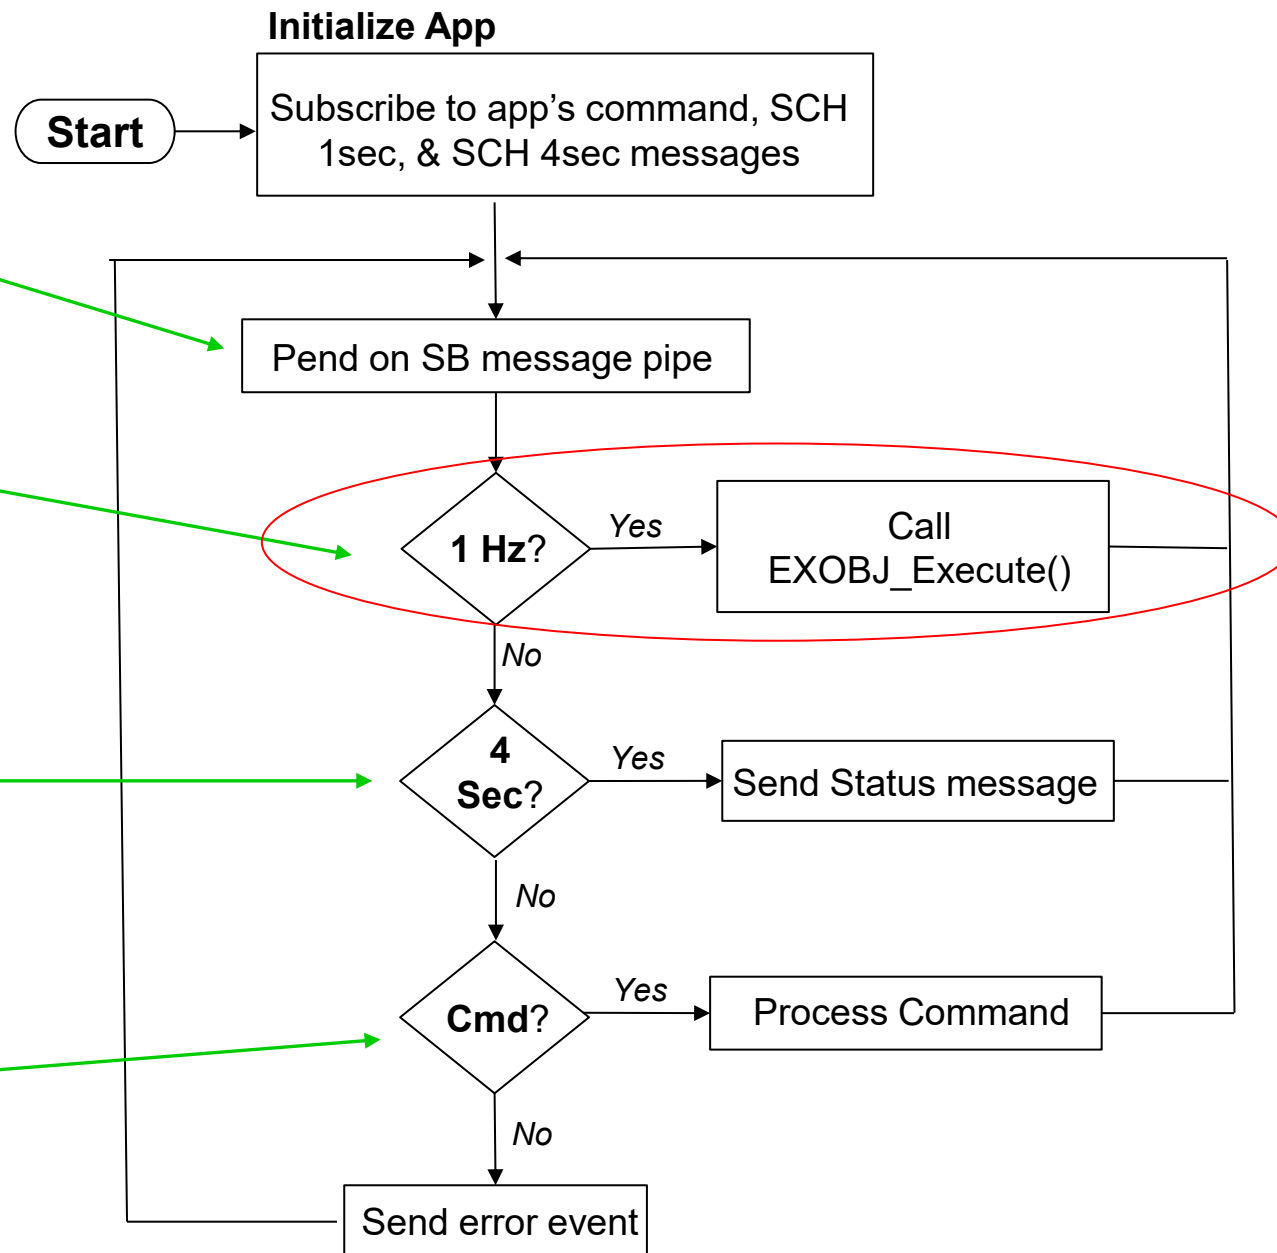 Initialize App
Start
Subscribe to app's command, SCH
1sec, & SCH 4sec messages
Pend on SB message pipe
1 Hz?
Yes
Call
EXOBJ_Execute()
No
4
Sec?
Yes
Send Status message
No
Cmd?
Yes
Process Command
No
Send error event